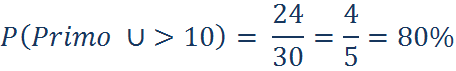 P(Primo ∪ > 10) = 24/30 = 4/5 = 80%